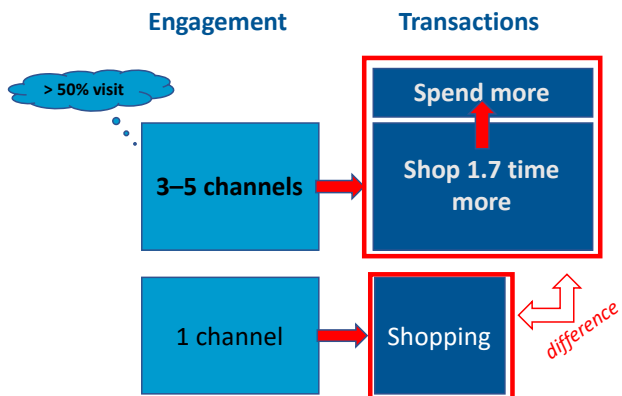 Engagement
Transactions
> 50% visit
Spend more
3–5 channels
Shop 1.7 time
more
1 channel
Shopping
difference